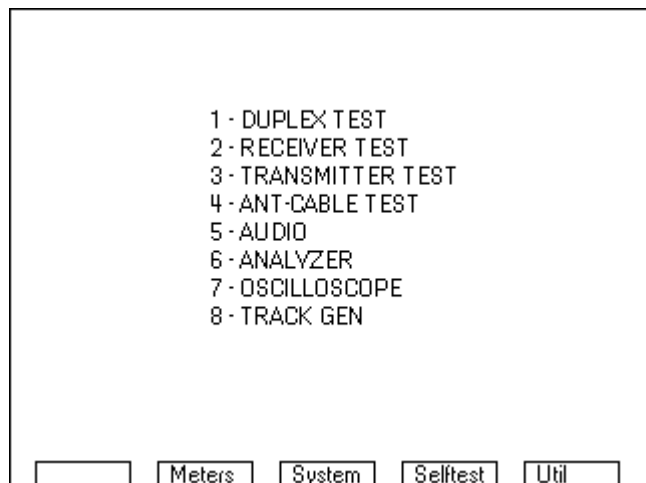 1 - DUPLEX TEST
2 - RECEIVER TEST
3 - TRANSMITTER TEST
4 - ANT-CABLE TEST
5 - AUDIO
6 - ANALYZER
7 - OSCILLOSCOPE
8 - TRACK GEN
Meters System Selftest Util